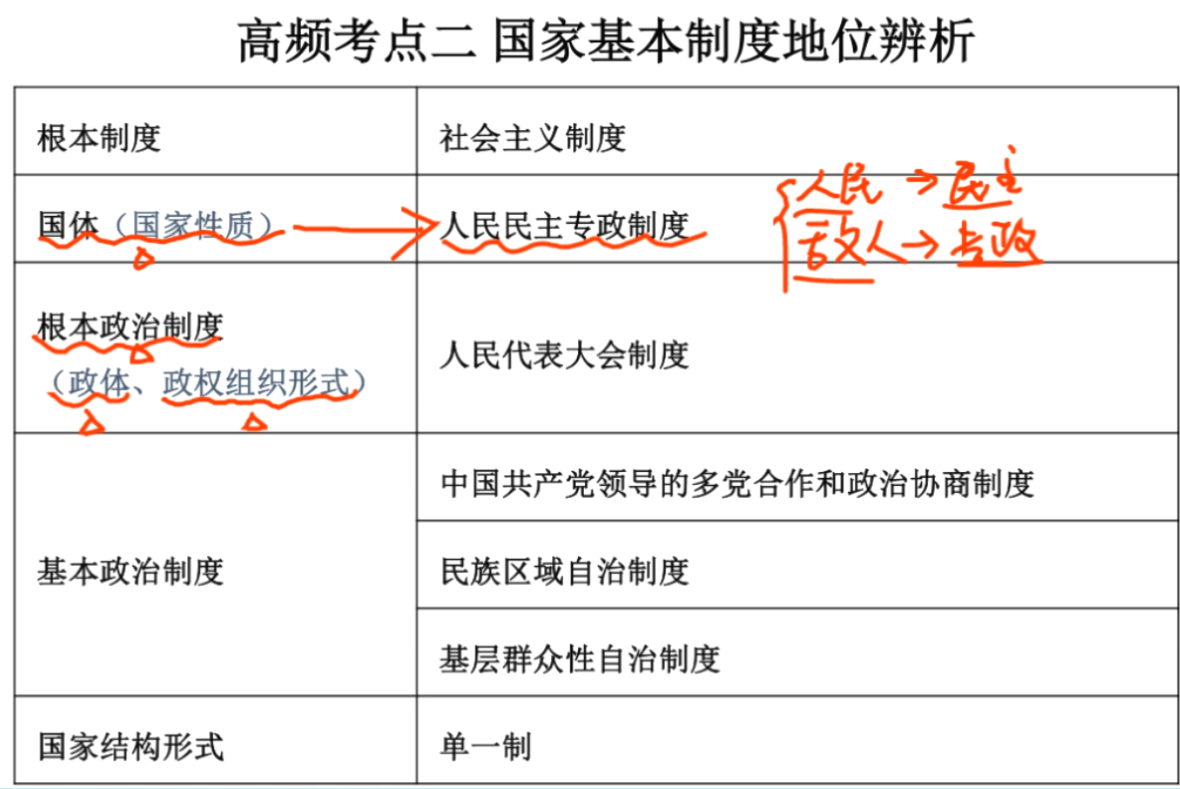 高频考点二 国家基本制度地位辨析
根本制度
社会主义制度
国体（国家性质）
人民民主专政制度
人民→民主
敌人→专政
根本政治制度
（政体、政权组织形式）
人民代表大会制度
基本政治制度
中国共产党领导的多党合作和政治协商制度
民族区域自治制度
基层群众性自治制度
国家结构形式
单一制